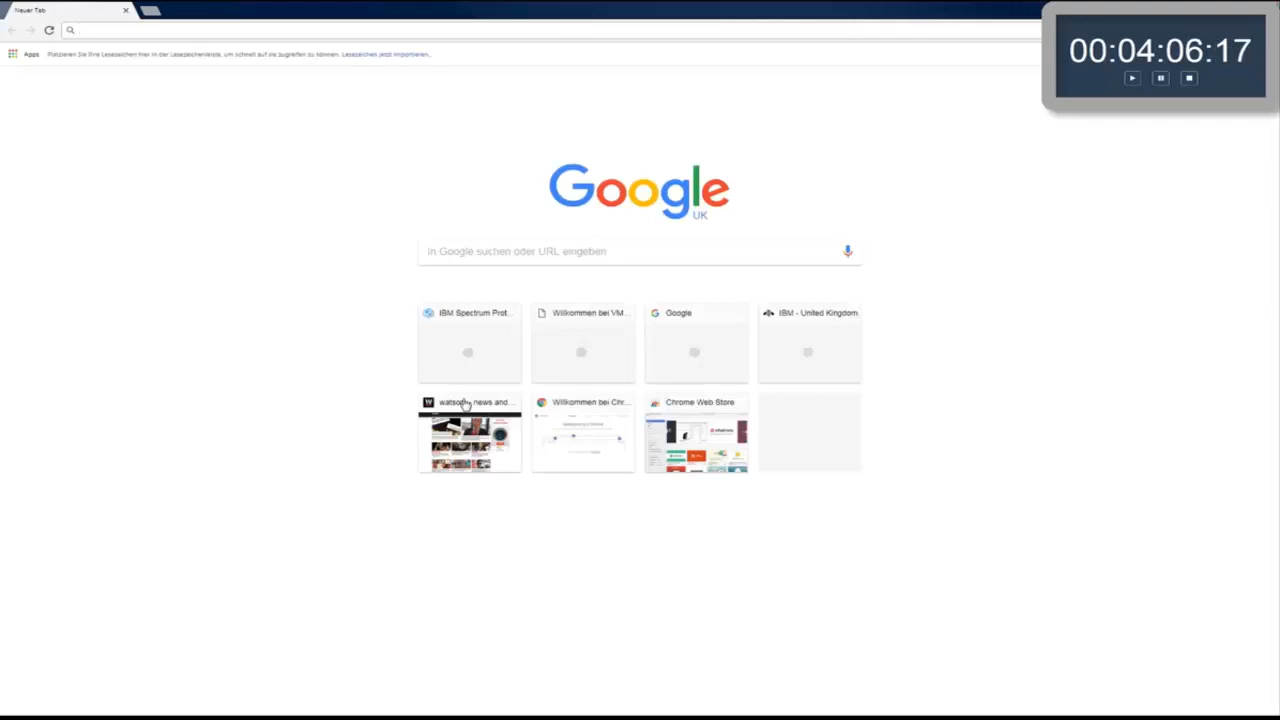 Neuer Tab
00:04:06:17
Apps Platzieren Sie Ihre Lesezeichen hier in der Lesezeichenleiste, um schnell auf sie zugreifen zu können. Lesezeichen jetzt importieren...
Google
UK
In Google suchen oder URL eingeben
IBM Spectrum Prot... Willkommen bei VM... Google IBM - United Kingdom
news and... Willkommen bei Chr... Chrome Web Store